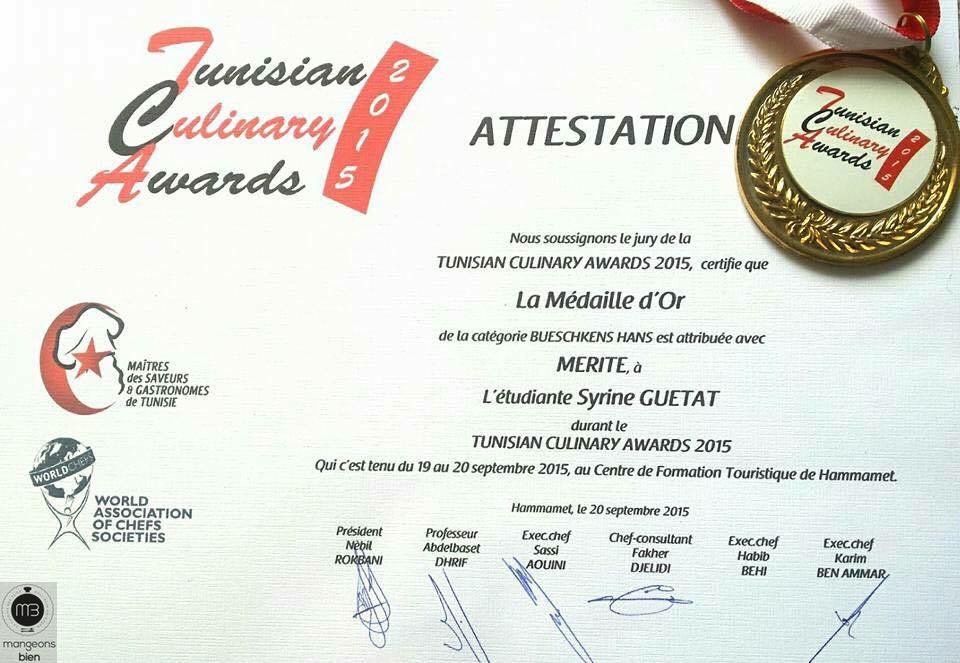 Tunisian
Culinary
Awards
2015
ATTESTATION
Tunisian
Culinary
Awards
2015
Nous soussignons le jury de la
TUNISIAN CULINARY AWARDS 2015, certifie que
La Médaille d'Or
de la catégorie BUESCHKENS HANS est attribuée avec
MERITE, à
L'étudiante Syrine GUETAT
durant le
TUNISIAN CULINARY AWARDS 2015
Qui c'est tenu du 19 au 20 septembre 2015, au Centre de Formation Touristique de Hammamet.
Hammamet, le 20 septembre 2015
MAÎTRES
des SAVEURS
& GASTRONOMES
de TUNISIE
WORLDCHEFS
WORLD
ASSOCIATION
OF CHEFS
SOCIETIES
Président
Nèbil
ROKBANI
Professeur
Abdelbaset
DHRIF
Exec.chef
Sassi
AOUINI
Chef-consultant
Fakher
DJELIDI
Exec.chef
Habib
BEHI
Exec.chef
Karim
BEN AMMAR
MB
mangeons
bien